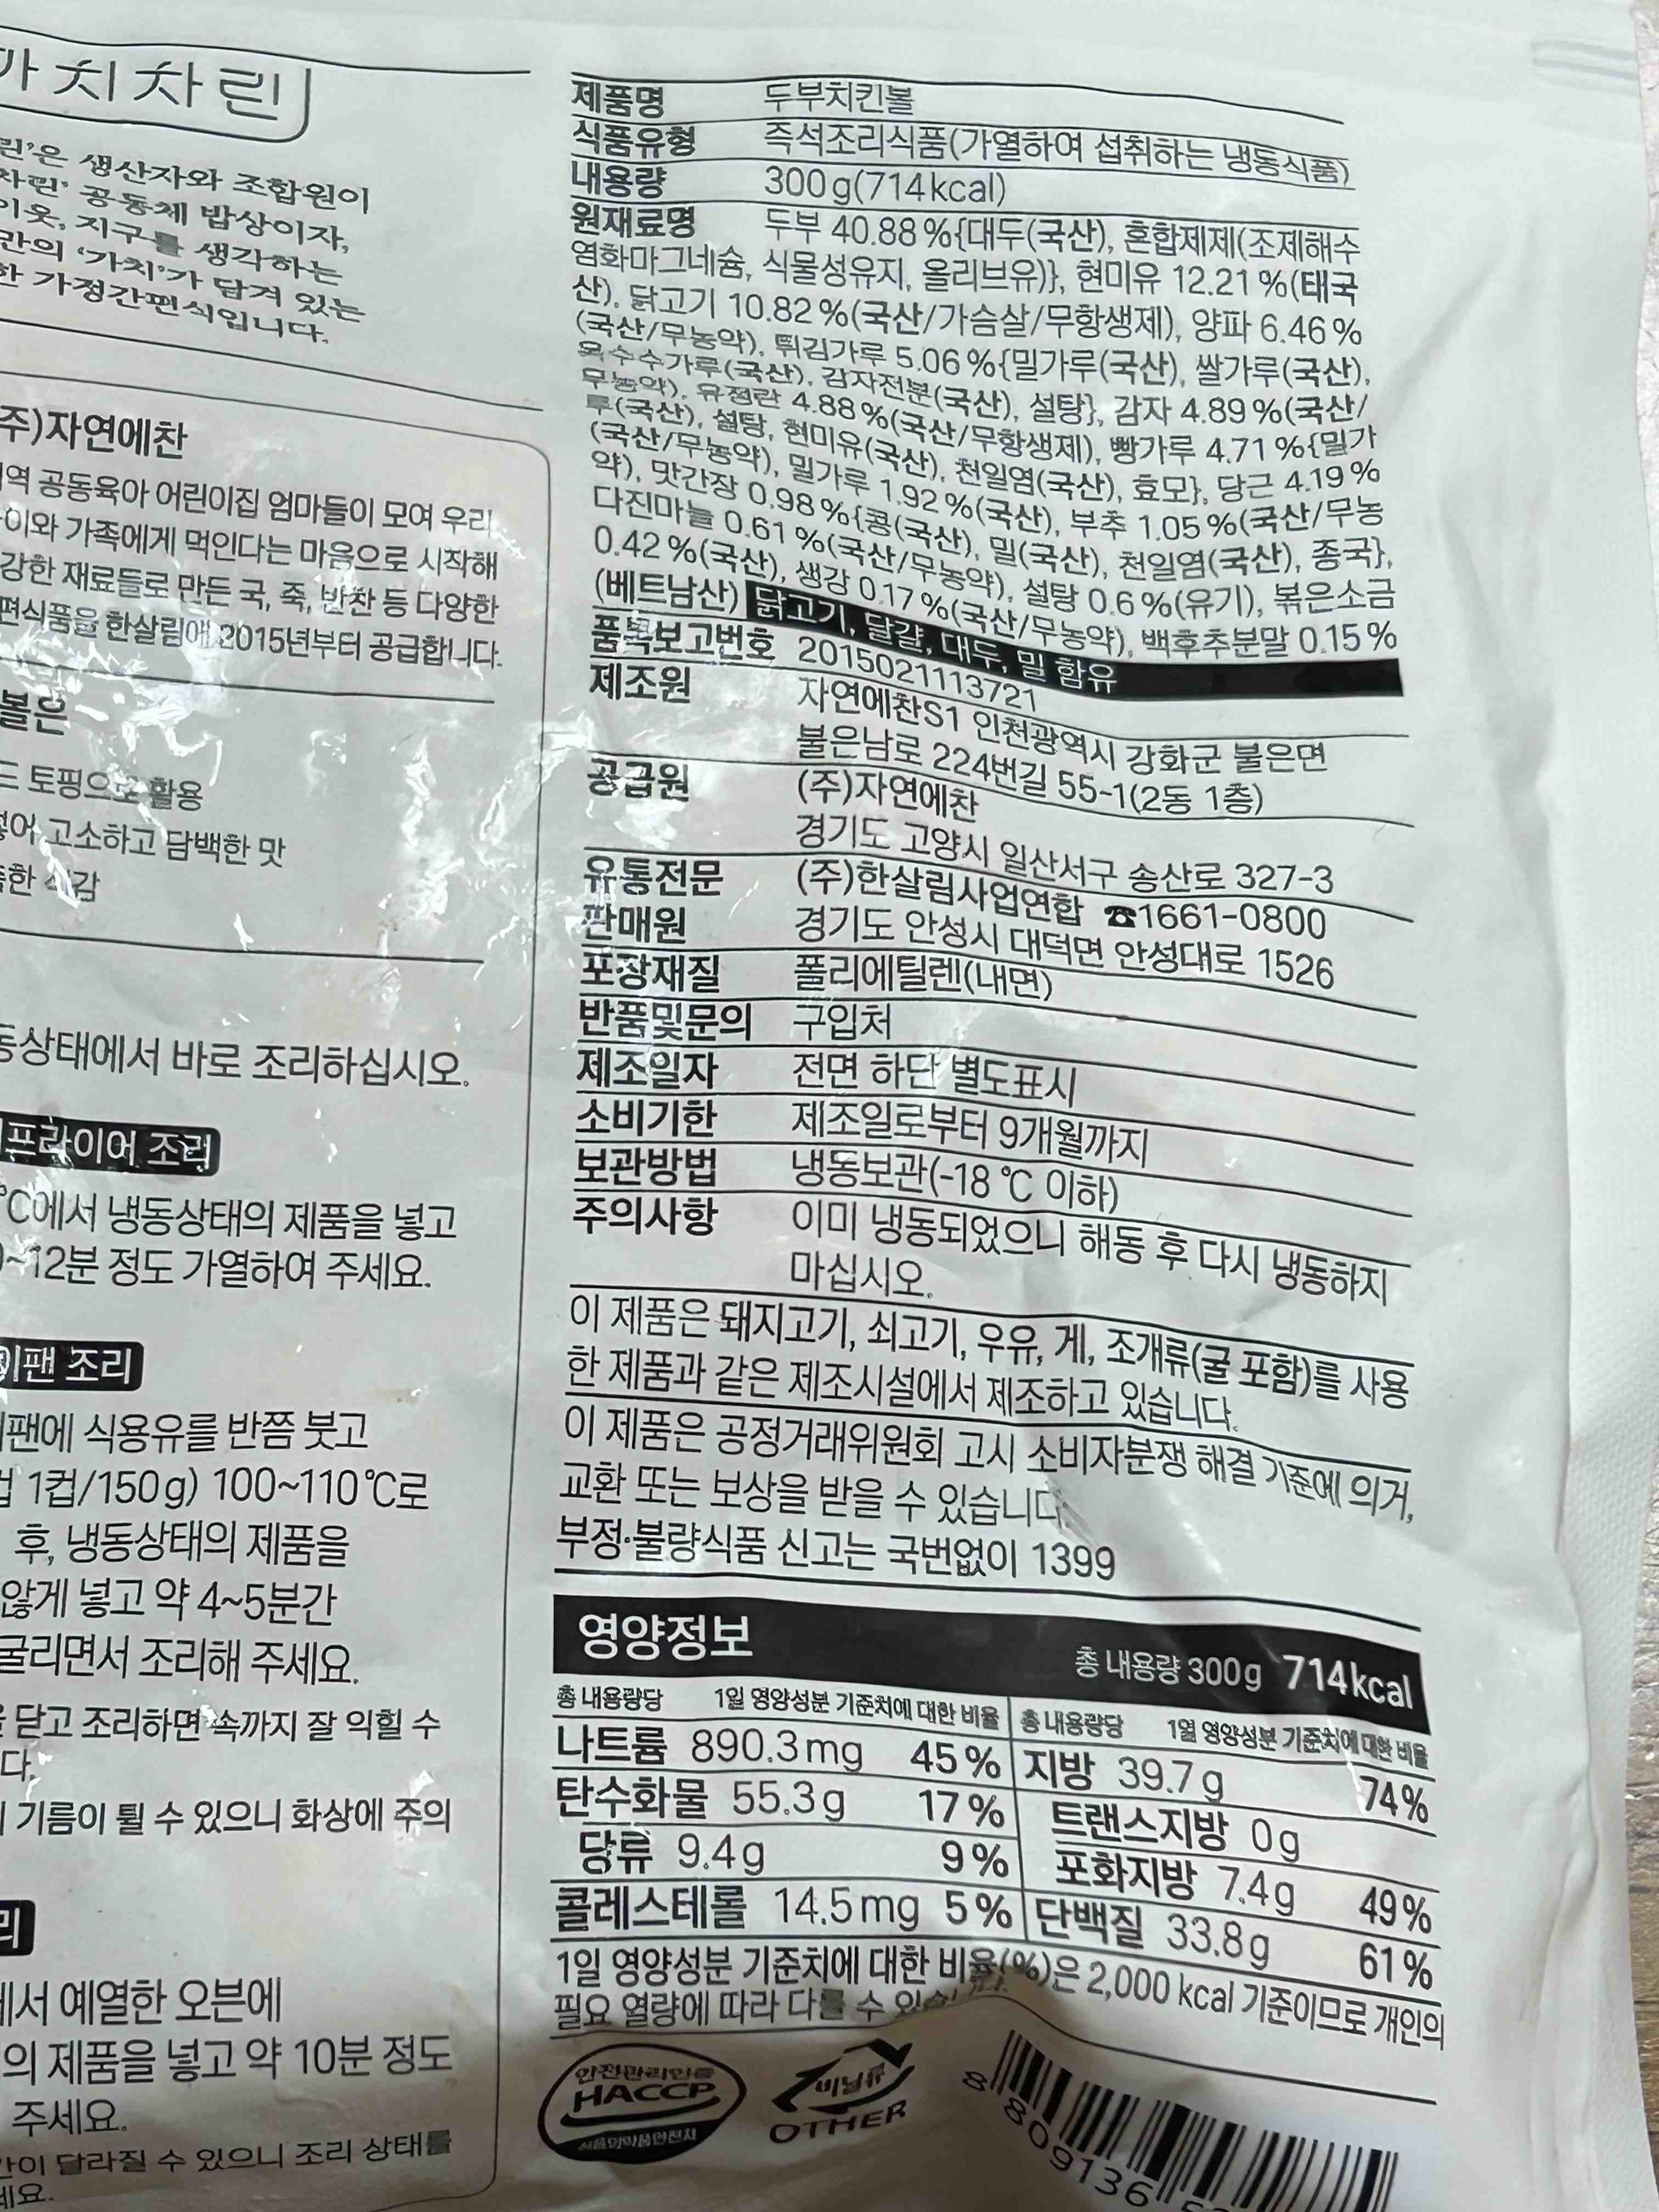 치차린
린'은 생산자와 조합원이
차린' 공동체 밥상이자,
이웃, 지구를 생각하는
만의 '가치'가 담겨 있는
한 가정간편식입니다.
주)자연에찬
역 공동육아 어린이집 엄마들이 모여 우리
이와 가족에게 먹인다는 마음으로 시작해
강한 재료들로 만든 국, 죽, 반찬 등 다양한
편식품을 한살림에 2015년부터 공급합니다.
볼은
드 토핑으로 활용
넣어 고소하고 담백한 맛
한 식감
동상태에서 바로 조리하십시오.
프라이어 조리
℃에서 냉동상태의 제품을 넣고
~12분 정도 가열하여 주세요.
이팬 조리
팬에 식용유를 반쯤 붓고
컵 1컵/150g) 100~110℃로
후, 냉동상태의 제품을
않게 넣고 약 4~5분간
굴리면서 조리해 주세요.
닫고 조리하면 속까지 잘 익힐 수
다.
기름이 튈 수 있으니 화상에 주의
리
에서 예열한 오븐에
의 제품을 넣고 약 10분 정도
주세요.
간이 달라질 수 있으니 조리 상태를
세요.
제품명 두부치킨볼
식품유형 즉석조리식품(가열하여 섭취하는 냉동식품)
내용량 300g(714kcal)
원재료명 두부 40.88%{대두(국산), 혼합제제(조제해수
염화마그네슘, 식물성유지, 올리브유)}, 현미유 12.21%(태국
산), 닭고기 10.82%(국산/가슴살/무항생제), 양파 6.46%
(국산/무농약), 튀김가루 5.06%{밀가루(국산), 쌀가루(국산),
옥수수가루(국산), 감자전분(국산), 설탕}, 감자 4.89%(국산/
무농약), 유정란 4.88%(국산/무항생제), 빵가루 4.71%{밀가
루(국산), 설탕, 현미유(국산), 천일염(국산), 효모}, 당근 4.19%
(국산/무농약), 밀가루 1.92%(국산), 부추 1.05%(국산/무농
약), 맛간장 0.98%{콩(국산), 밀(국산), 천일염(국산), 종국},
다진마늘 0.61%(국산/무농약), 설탕 0.6%(유기), 볶은소금
0.42%(국산), 생강 0.17%(국산/무농약), 백후추분말 0.15%
(베트남산) 닭고기, 달걀, 대두, 밀 함유
품목보고번호 2015021113721
제조원 자연에찬S1 인천광역시 강화군 불은면
불은남로 224번길 55-1(2동 1층)
공급원 (주)자연에찬
경기도 고양시 일산서구 송산로 327-3
유통전문 (주)한살림사업연합 ☎1661-0800
판매원 경기도 안성시 대덕면 안성대로 1526
포장재질 폴리에틸렌(내면)
반품및문의 구입처
제조일자 전면 하단 별도표시
소비기한 제조일로부터 9개월까지
보관방법 냉동보관(-18℃ 이하)
주의사항 이미 냉동되었으니 해동 후 다시 냉동하지
마십시오.
이 제품은 돼지고기, 쇠고기, 우유, 게, 조개류(굴 포함)를 사용
한 제품과 같은 제조시설에서 제조하고 있습니다.
이 제품은 공정거래위원회 고시 소비자분쟁 해결 기준에 의거,
교환 또는 보상을 받을 수 있습니다.
부정·불량식품 신고는 국번없이 1399
영양정보 총 내용량 300g 714kcal
총 내용량당 1일 영양성분 기준치에 대한 비율 총 내용량당 1일 영양성분 기준치에 대한 비율
나트륨 890.3mg 45% 지방 39.7g 74%
탄수화물 55.3g 17% 트랜스지방 0g
당류 9.4g 9% 포화지방 7.4g 49%
콜레스테롤 14.5mg 5% 단백질 33.8g 61%
1일 영양성분 기준치에 대한 비율(%)은 2,000 kcal 기준이므로 개인의
필요 열량에 따라 다를 수 있습니다.
안전관리인증
HACCP
식품의약품안전처
비닐류
OTHER
8 809136